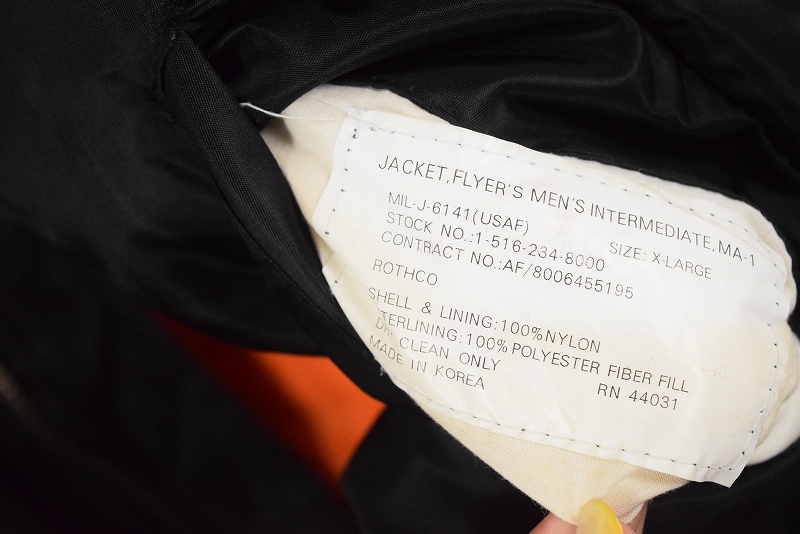 JACKET,FLYER'S MEN'S INTERMEDIATE,MA-1
MIL-J-6141(USAF)
STOCK NO.:1-516-234-8000 SIZE: X-LARGE
CONTRACT NO.:AF/8006455195
ROTHCO
SHELL & LINING:100%NYLON
TERLINING:100%POLYESTER FIBER FILL
CLEAN ONLY
MADE IN KOREA RN 44031